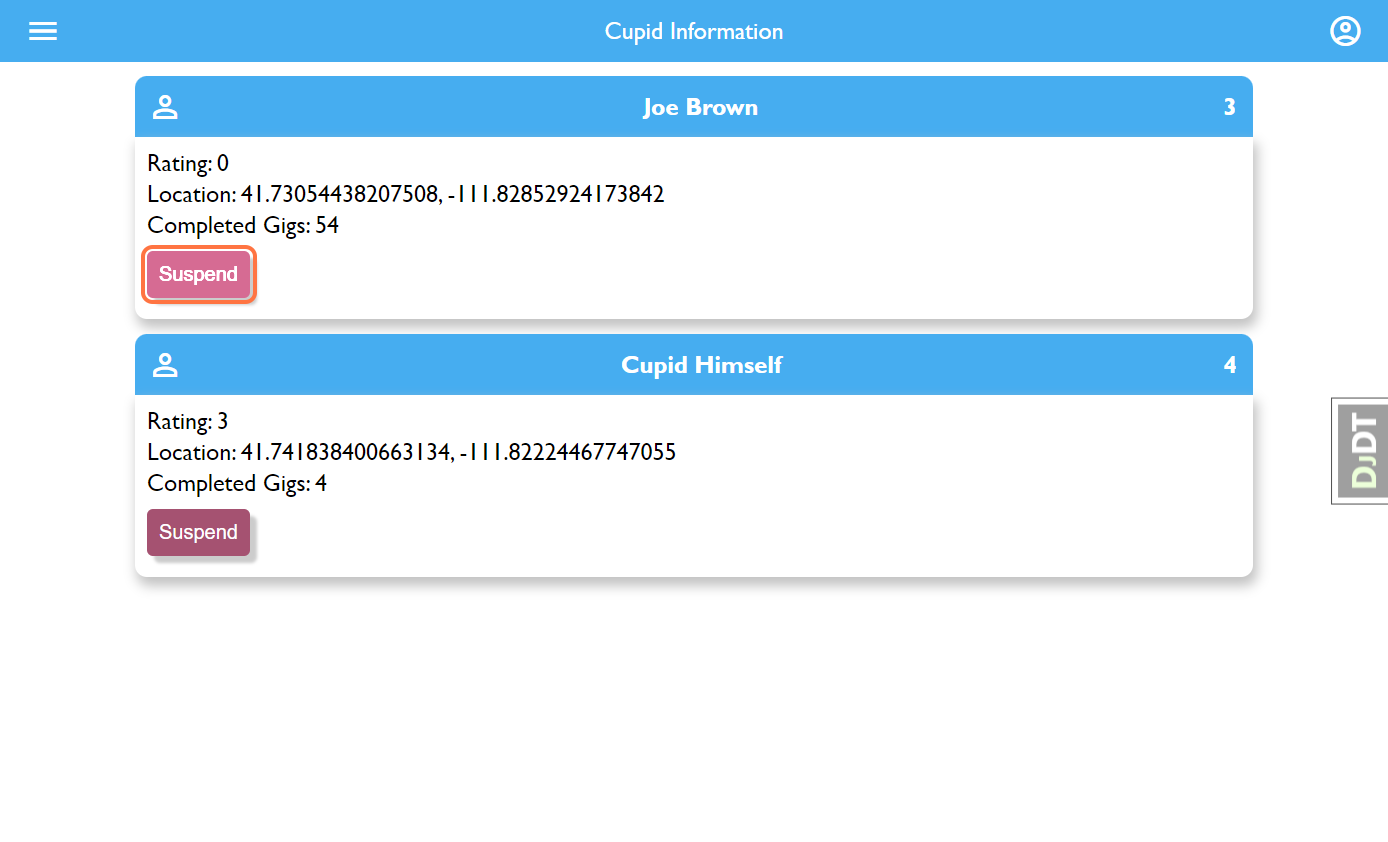 Cupid Information
Joe Brown 3
Rating: 0
Location: 41.73054438207508, -111.82852924173842
Completed Gigs: 54
Suspend
Cupid Himself 4
Rating: 3
Location: 41.741838400663134, -111.82224467747055
Completed Gigs: 4
Suspend
DJDT